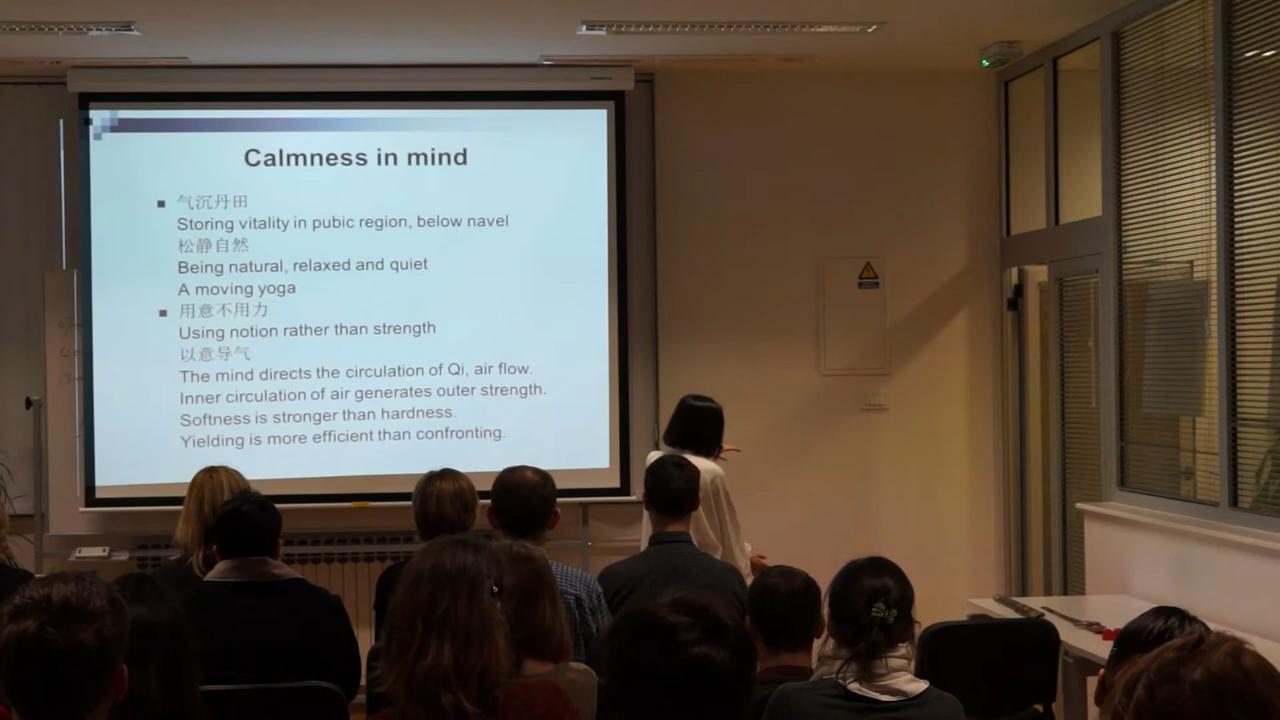 Calmness in mind
气沉丹田
Storing vitality in pubic region, below navel
松静自然
Being natural, relaxed and quiet
A moving yoga
用意不用力
Using notion rather than strength
以意导气
The mind directs the circulation of Qi, air flow.
Inner circulation of air generates outer strength.
Softness is stronger than hardness.
Yielding is more efficient than confronting.